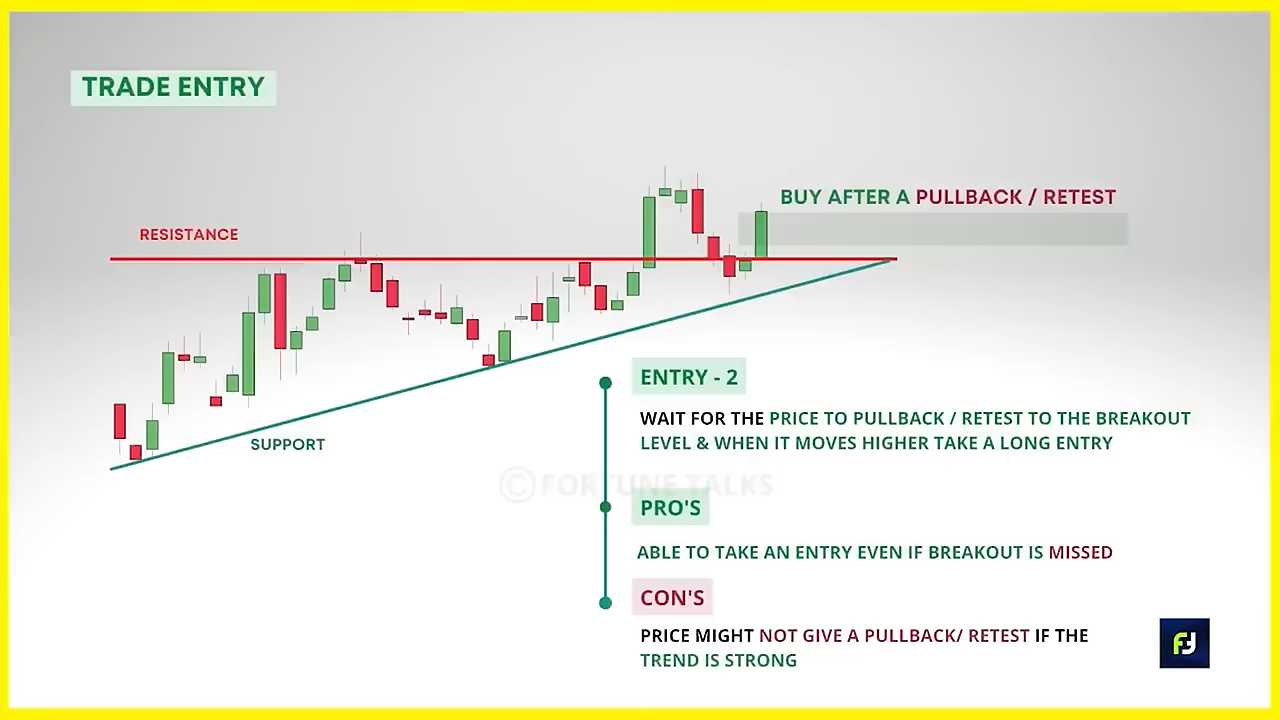 TRADE ENTRY
BUY AFTER A PULLBACK / RETEST
RESISTANCE
SUPPORT
ENTRY - 2
WAIT FOR THE PRICE TO PULLBACK / RETEST TO THE BREAKOUT
LEVEL & WHEN IT MOVES HIGHER TAKE A LONG ENTRY
© FORTUNE TALKS
PRO'S
ABLE TO TAKE AN ENTRY EVEN IF BREAKOUT IS MISSED
CON'S
PRICE MIGHT NOT GIVE A PULLBACK/ RETEST IF THE
TREND IS STRONG